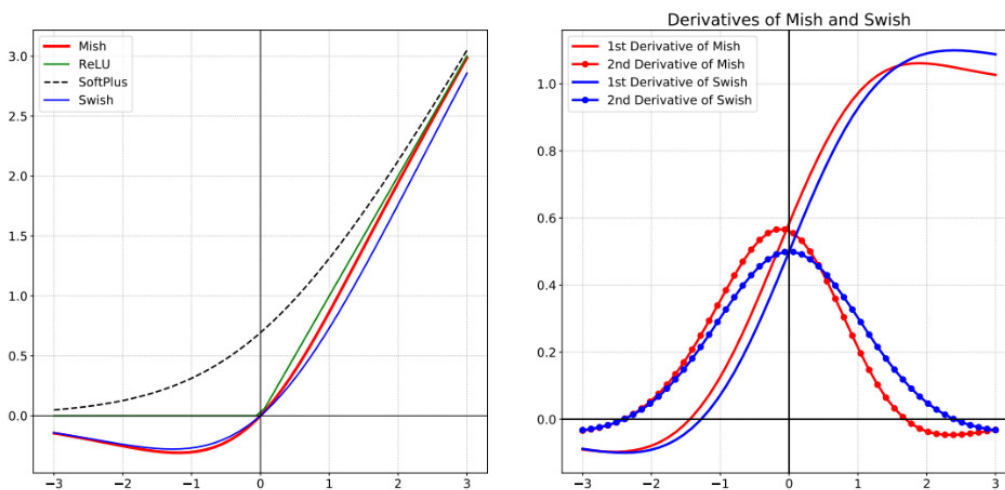 Mish
ReLU
SoftPlus
Swish
3.0
2.5
2.0
1.5
1.0
0.5
0.0
−3 −2 −1 0 1 2 3
Derivatives of Mish and Swish
1st Derivative of Mish
2nd Derivative of Mish
1st Derivative of Swish
2nd Derivative of Swish
1.0
0.8
0.6
0.4
0.2
0.0
−3 −2 −1 0 1 2 3